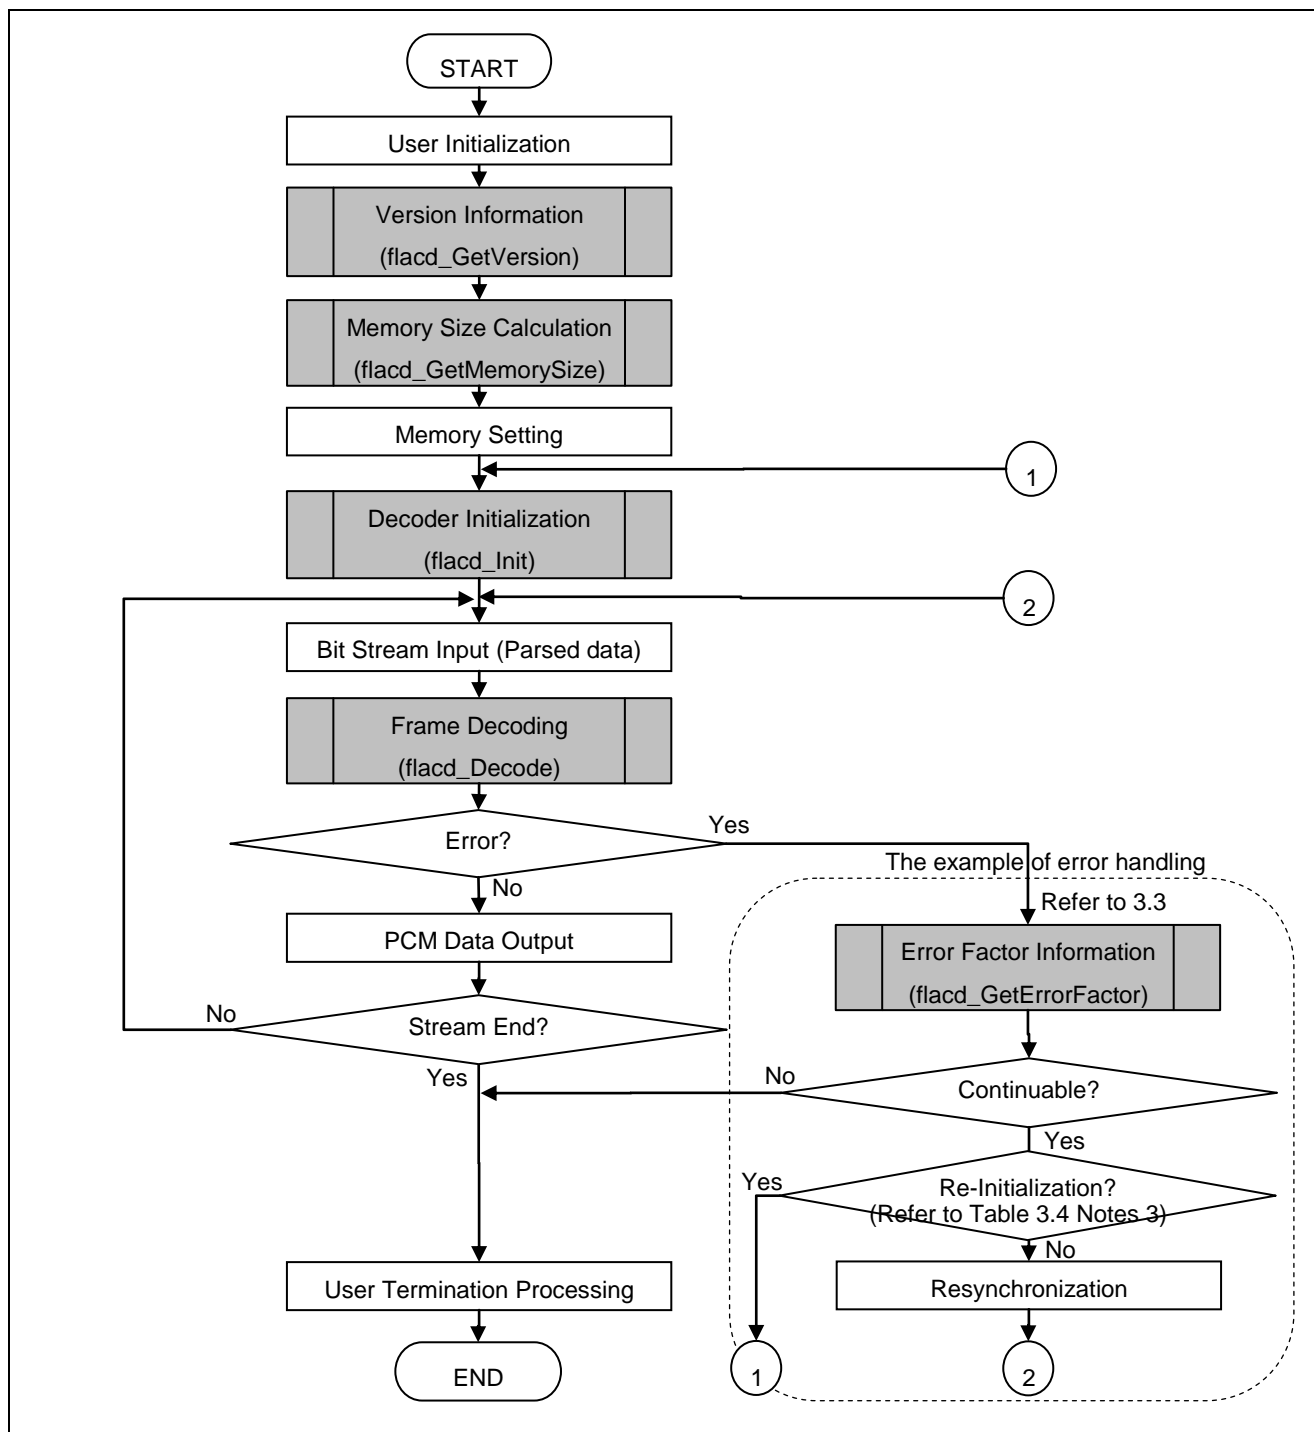 START
User Initialization
Version Information
(flacd_GetVersion)
Memory Size Calculation
(flacd_GetMemorySize)
Memory Setting
1
Decoder Initialization
(flacd_Init)
2
Bit Stream Input (Parsed data)
Frame Decoding
(flacd_Decode)
Error?
Yes
No
The example of error handling
Refer to 3.3
PCM Data Output
Error Factor Information
(flacd_GetErrorFactor)
Stream End?
No
Yes
Continuable?
No
Yes
Re-Initialization?
(Refer to Table 3.4 Notes 3)
Yes
No
User Termination Processing
Resynchronization
END
1
2